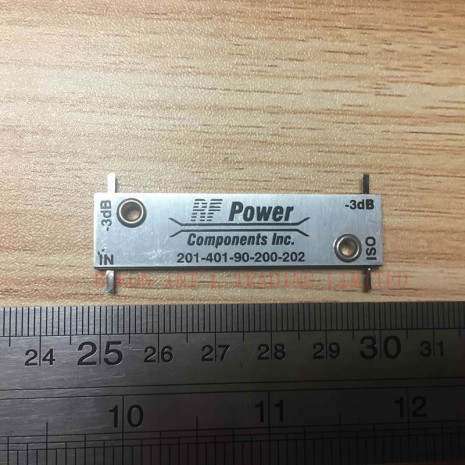 -3dB
RF Power
-3dB
Components Inc.
IN
201-401-90-200-202
ISO
24 25 26 27 28 29 30 31
10 11 12